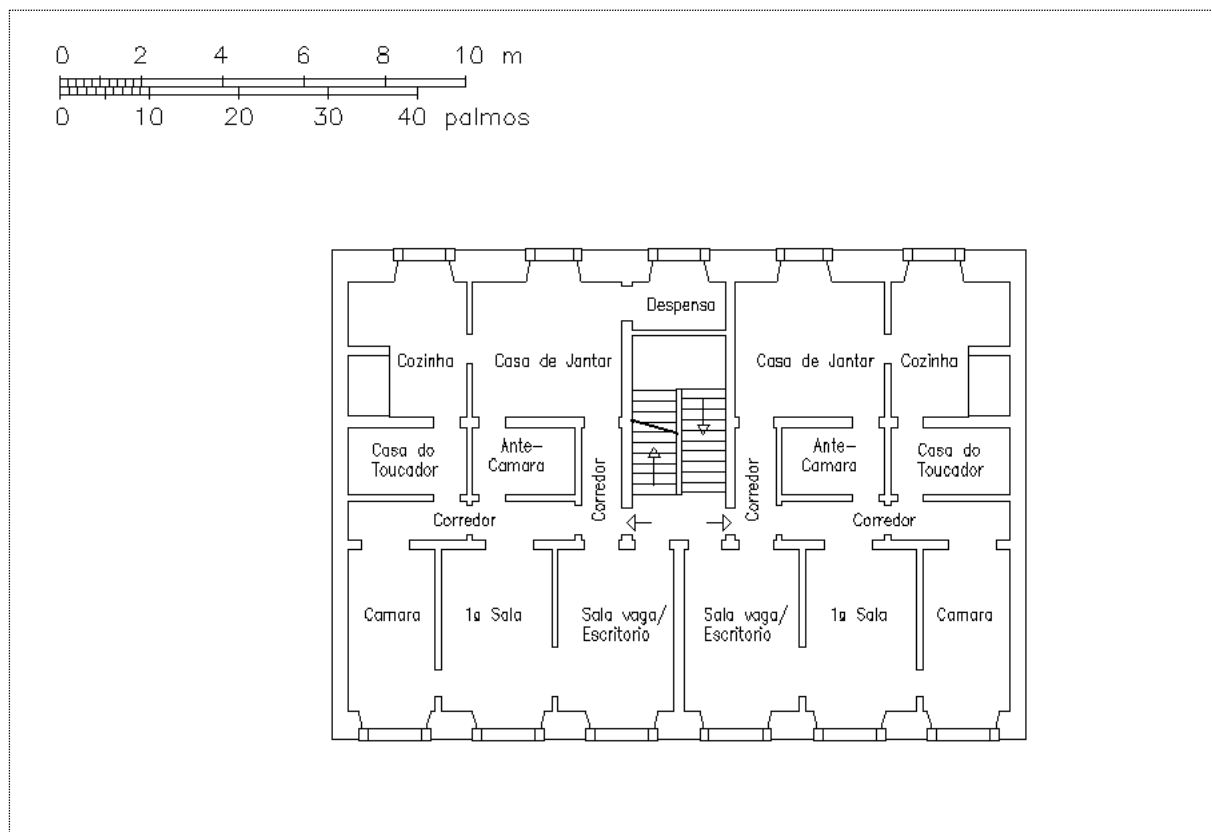 0 2 4 6 8 10 m
0 10 20 30 40 palmos
Despensa
Cozinha
Casa de Jantar
Casa de Jantar
Cozinha
Casa do
Toucador
Ante-
Camara
Corredor
Corredor
Ante-
Camara
Casa do
Toucador
Corredor
Corredor
Camara
1ª Sala
Sala vaga/
Escritorio
Sala vaga/
Escritorio
1ª Sala
Camara